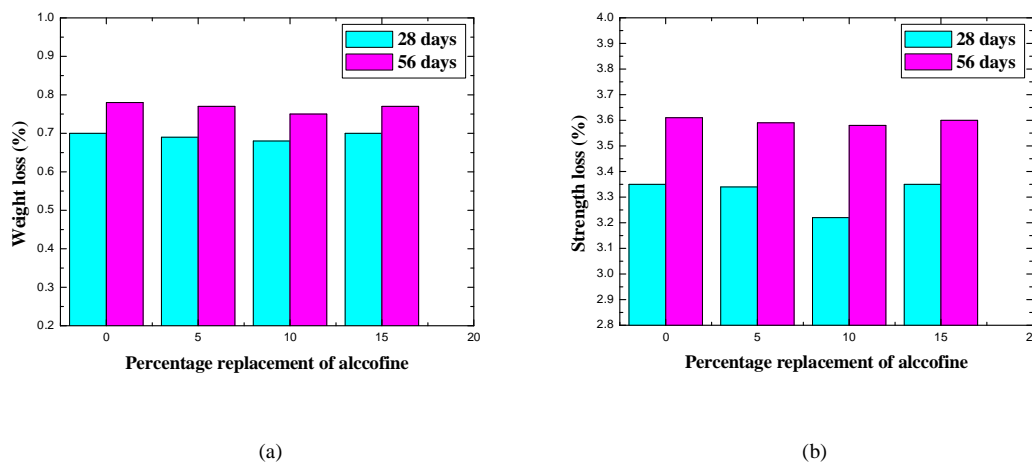 1.0
0.9
0.8
0.7
0.6
0.5
0.4
0.3
0.2
Weight loss (%)
28 days
56 days
0 5 10 15 20
Percentage replacement of alccofine
(a)
4.0
3.9
3.8
3.7
3.6
3.5
3.4
3.3
3.2
3.1
3.0
2.9
2.8
Strength loss (%)
28 days
56 days
0 5 10 15 2
Percentage replacement of alccofine
(b)